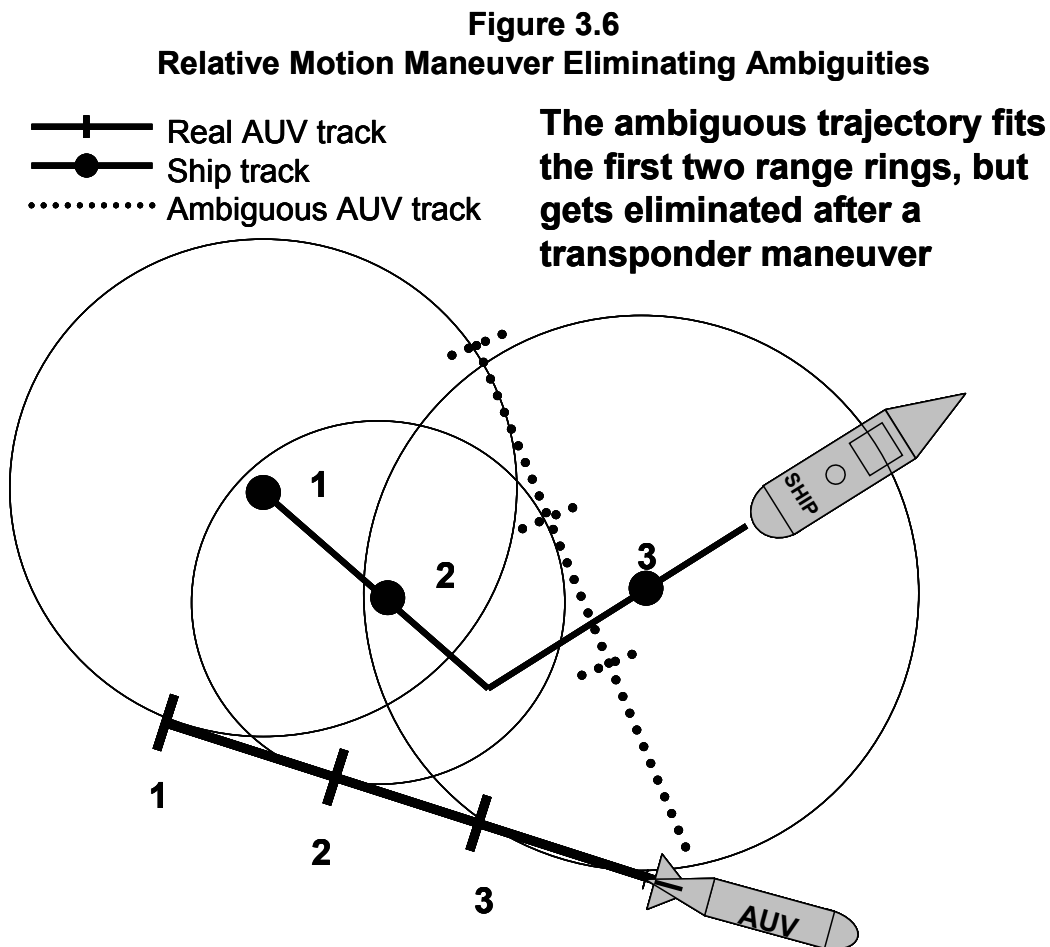 Figure 3.6
Relative Motion Maneuver Eliminating Ambiguities
Real AUV track
Ship track
Ambiguous AUV track
The ambiguous trajectory fits
the first two range rings, but
gets eliminated after a
transponder maneuver
1
2
3
SHIP
1
2
3
AUV